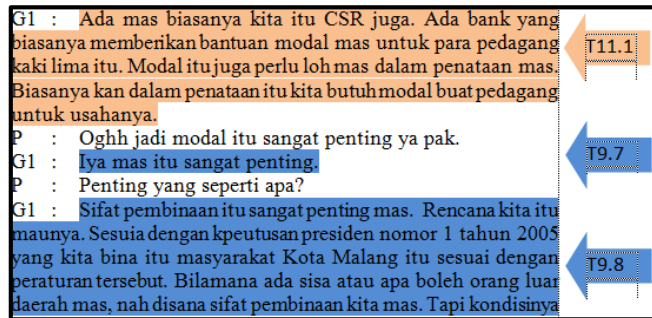 G1 : Ada mas biasanya kita itu CSR juga. Ada bank yang
biasanya memberikan bantuan modal mas untuk para pedagang
kaki lima itu. Modal itu juga perlu loh mas dalam penataan mas.
Biasanya kan dalam penataan itu kita butuh modal buat pedagang
untuk usahanya.
T11.1
P : Oghh jadi modal itu sangat penting ya pak.
G1 : Iya mas itu sangat penting.
T9.7
P : Penting yang seperti apa?
G1 : Sifat pembinaan itu sangat penting mas. Rencana kita itu
maunya. Sesuia dengan kpeutusan presiden nomor 1 tahun 2005
yang kita bina itu masyarakat Kota Malang itu sesuai dengan
peraturan tersebut. Bilamana ada sisa atau apa boleh orang luar
daerah mas, nah disana sifat pembinaan kita mas. Tapi kondisinya
T9.8